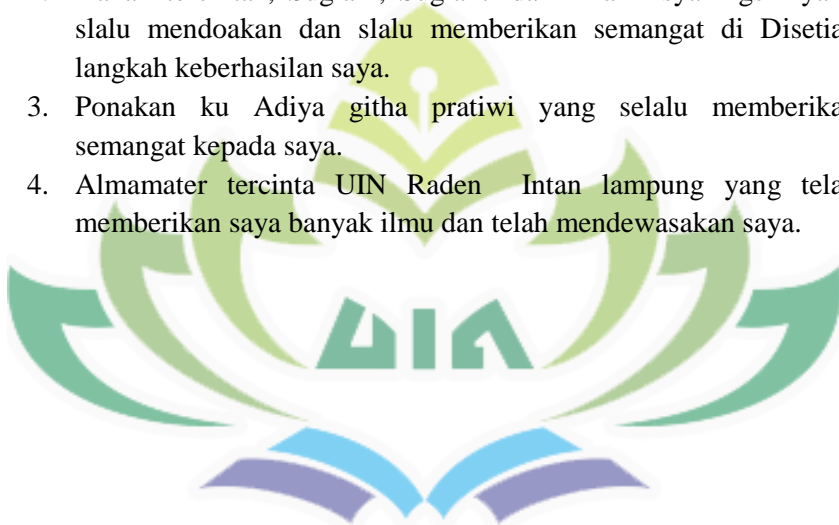 slalu mendoakan dan slalu memberikan semangat di Disetia
langkah keberhasilan saya.
3. Ponakan ku Adiya githa pratiwi yang selalu memberika
semangat kepada saya.
4. Almamater tercinta UIN Raden Intan lampung yang tela
memberikan saya banyak ilmu dan telah mendewasakan saya.
UIN